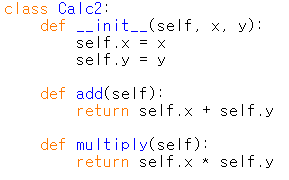 class Calc2:
    def __init__(self, x, y):
        self.x = x
        self.y = y

    def add(self):
        return self.x + self.y

    def multiply(self):
        return self.x * self.y